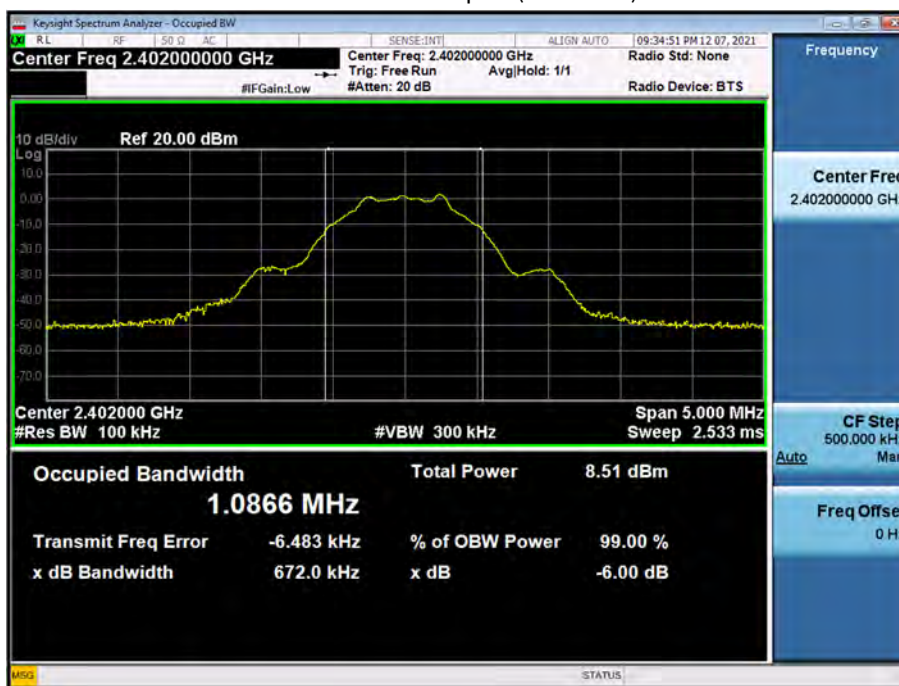 Keysight Spectrum Analyzer - Occupied BW
LXI RL RF 50 Ω AC SENSE:INT ALIGN AUTO 09:34:51 PM 12 07, 2021
Center Freq 2.402000000 GHz
Center Freq: 2.402000000 GHz
Radio Std: None
Trig: Free Run Avg|Hold: 1/1
#IFGain:Low #Atten: 20 dB Radio Device: BTS
Frequency
10 dB/div Ref 20.00 dBm
Log
10.0
0.00
-10.0
-20.0
-30.0
-40.0
-50.0
-60.0
-70.0
Center 2.402000 GHz Span 5.000 MHz
#Res BW 100 kHz #VBW 300 kHz Sweep 2.533 ms
Occupied Bandwidth Total Power 8.51 dBm
1.0866 MHz
Transmit Freq Error -6.483 kHz % of OBW Power 99.00 %
x dB Bandwidth 672.0 kHz x dB -6.00 dB
Center Fre
2.402000000 GH
CF Step
500.000 kH
Auto Ma
Freq Offse
0 H
MSG STATUS